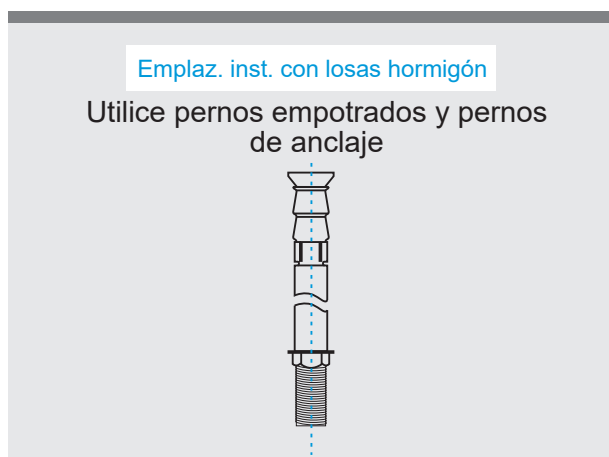 Emplaz. inst. con losas hormigón
Utilice pernos empotrados y pernos
de anclaje